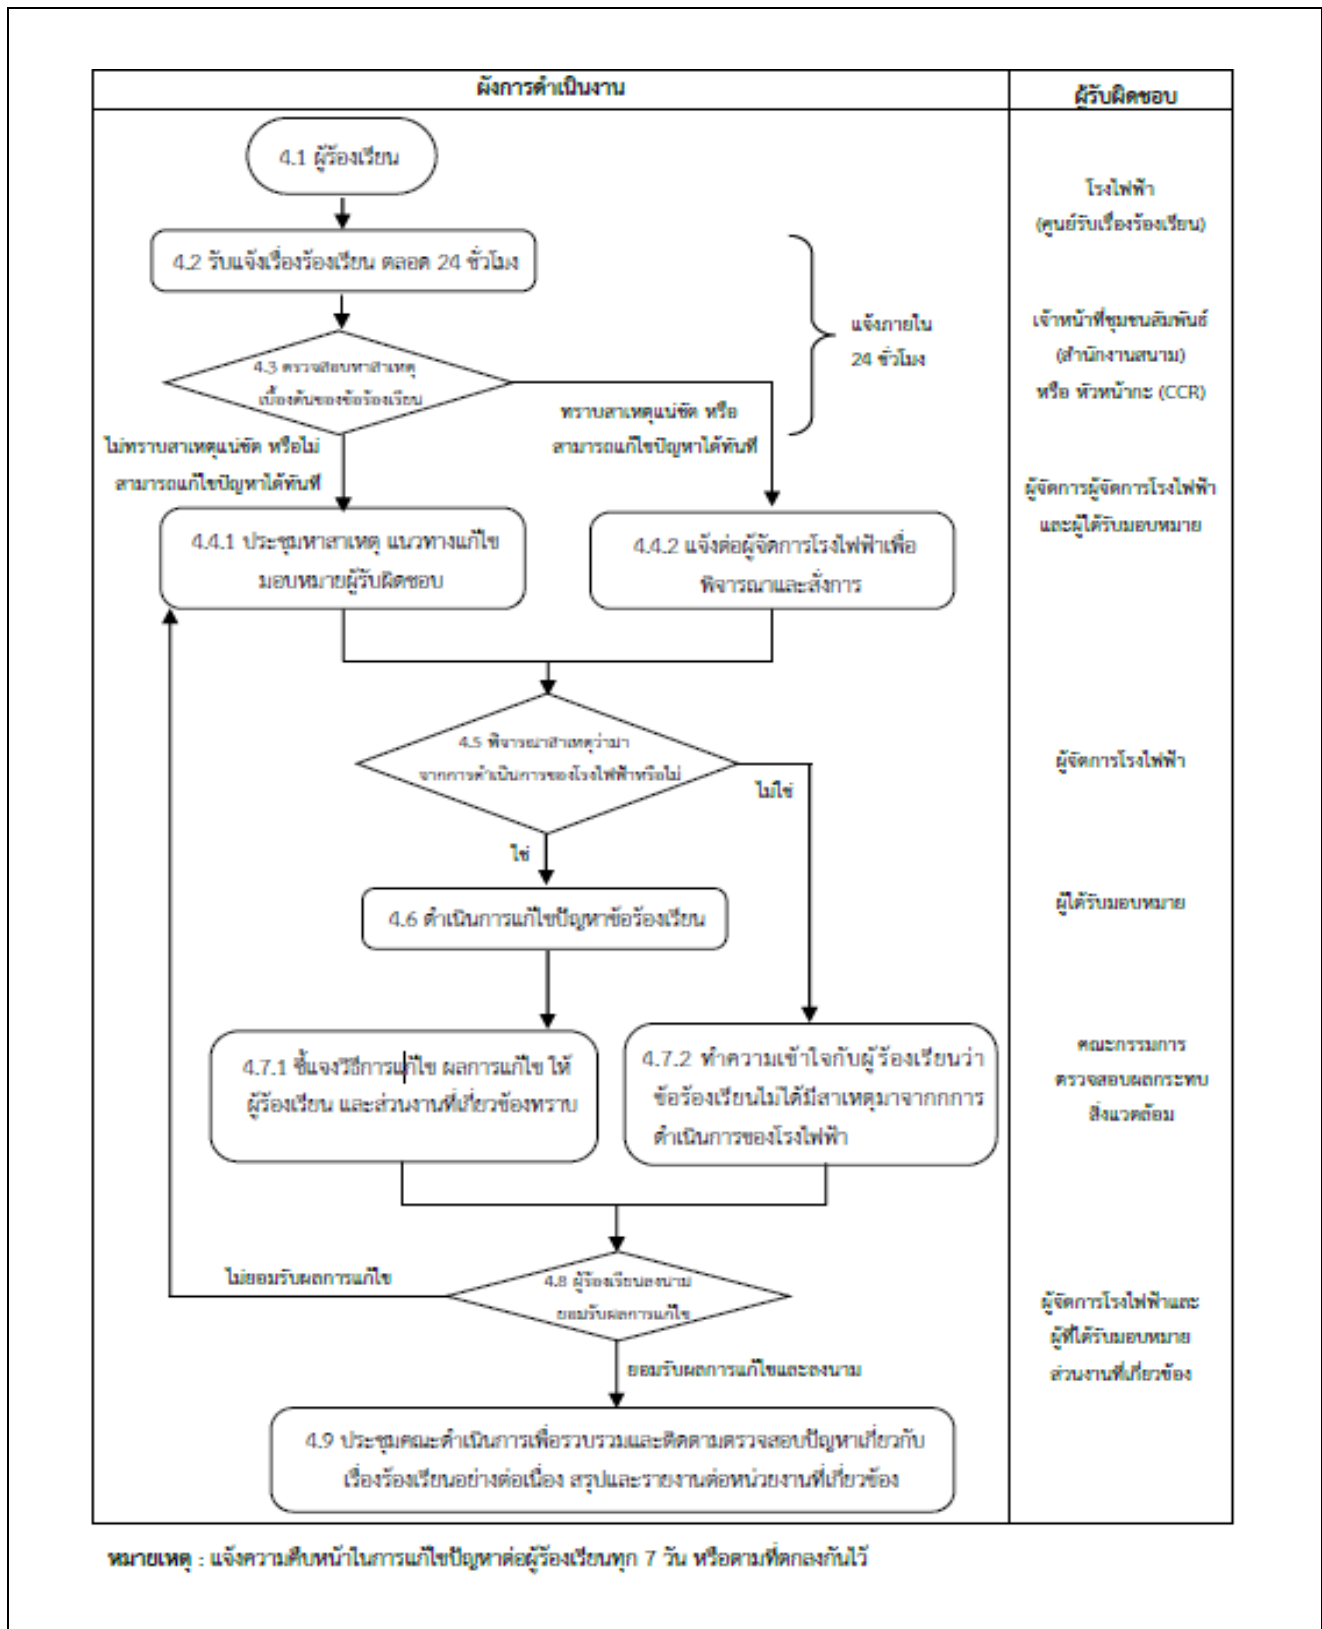 ผังการดำเนินงาน
ผู้รับผิดชอบ
4.1 ผู้ร้องเรียน
โรงไฟฟ้า
(ศูนย์รับเรื่องร้องเรียน)
4.2 รับแจ้งเรื่องร้องเรียน ตลอด 24 ชั่วโมง
แจ้งภายใน
24 ชั่วโมง
เจ้าหน้าที่ชุมชนสัมพันธ์
(สำนักงานสนาม)
หรือ หัวหน้ากะ (CCR)
4.3 ตรวจสอบหาสาเหตุ
เบื้องต้นของข้อร้องเรียน
ไม่ทราบสาเหตุแน่ชัด หรือไม่
สามารถแก้ไขปัญหาได้ทันที
ทราบสาเหตุแน่ชัด หรือ
สามารถแก้ไขปัญหาได้ทันที
ผู้จัดการผู้จัดการโรงไฟฟ้า
และผู้ได้รับมอบหมาย
4.4.1 ประชุมหาสาเหตุ แนวทางแก้ไข
มอบหมายผู้รับผิดชอบ
4.4.2 แจ้งต่อผู้จัดการโรงไฟฟ้าเพื่อ
พิจารณาและสั่งการ
4.5 พิจารณาสาเหตุว่ามา
จากการดำเนินการของโรงไฟฟ้าหรือไม่
ผู้จัดการโรงไฟฟ้า
ไม่ใช่
ใช่
4.6 ดำเนินการแก้ไขปัญหาข้อร้องเรียน
ผู้ได้รับมอบหมาย
4.7.1 ชี้แจงวิธีการแก้ไข ผลการแก้ไข ให้
ผู้ร้องเรียน และส่วนงานที่เกี่ยวข้องทราบ
4.7.2 ทำความเข้าใจกับผู้ร้องเรียนว่า
ข้อร้องเรียนไม่ได้มีสาเหตุมาจากกการ
ดำเนินการของโรงไฟฟ้า
คณะกรรมการ
ตรวจสอบผลกระทบ
สิ่งแวดล้อม
ไม่ยอมรับผลการแก้ไข
4.8 ผู้ร้องเรียนลงนาม
ยอมรับผลการแก้ไข
ยอมรับผลการแก้ไขและลงนาม
ผู้จัดการโรงไฟฟ้าและ
ผู้ที่ได้รับมอบหมาย
ส่วนงานที่เกี่ยวข้อง
4.9 ประชุมคณะดำเนินการเพื่อรวบรวมและติดตามตรวจสอบปัญหาเกี่ยวกับ
เรื่องร้องเรียนอย่างต่อเนื่อง สรุปและรายงานต่อหน่วยงานที่เกี่ยวข้อง
หมายเหตุ : แจ้งความคืบหน้าในการแก้ไขปัญหาต่อผู้ร้องเรียนทุก 7 วัน หรือตามที่ตกลงกันไว้